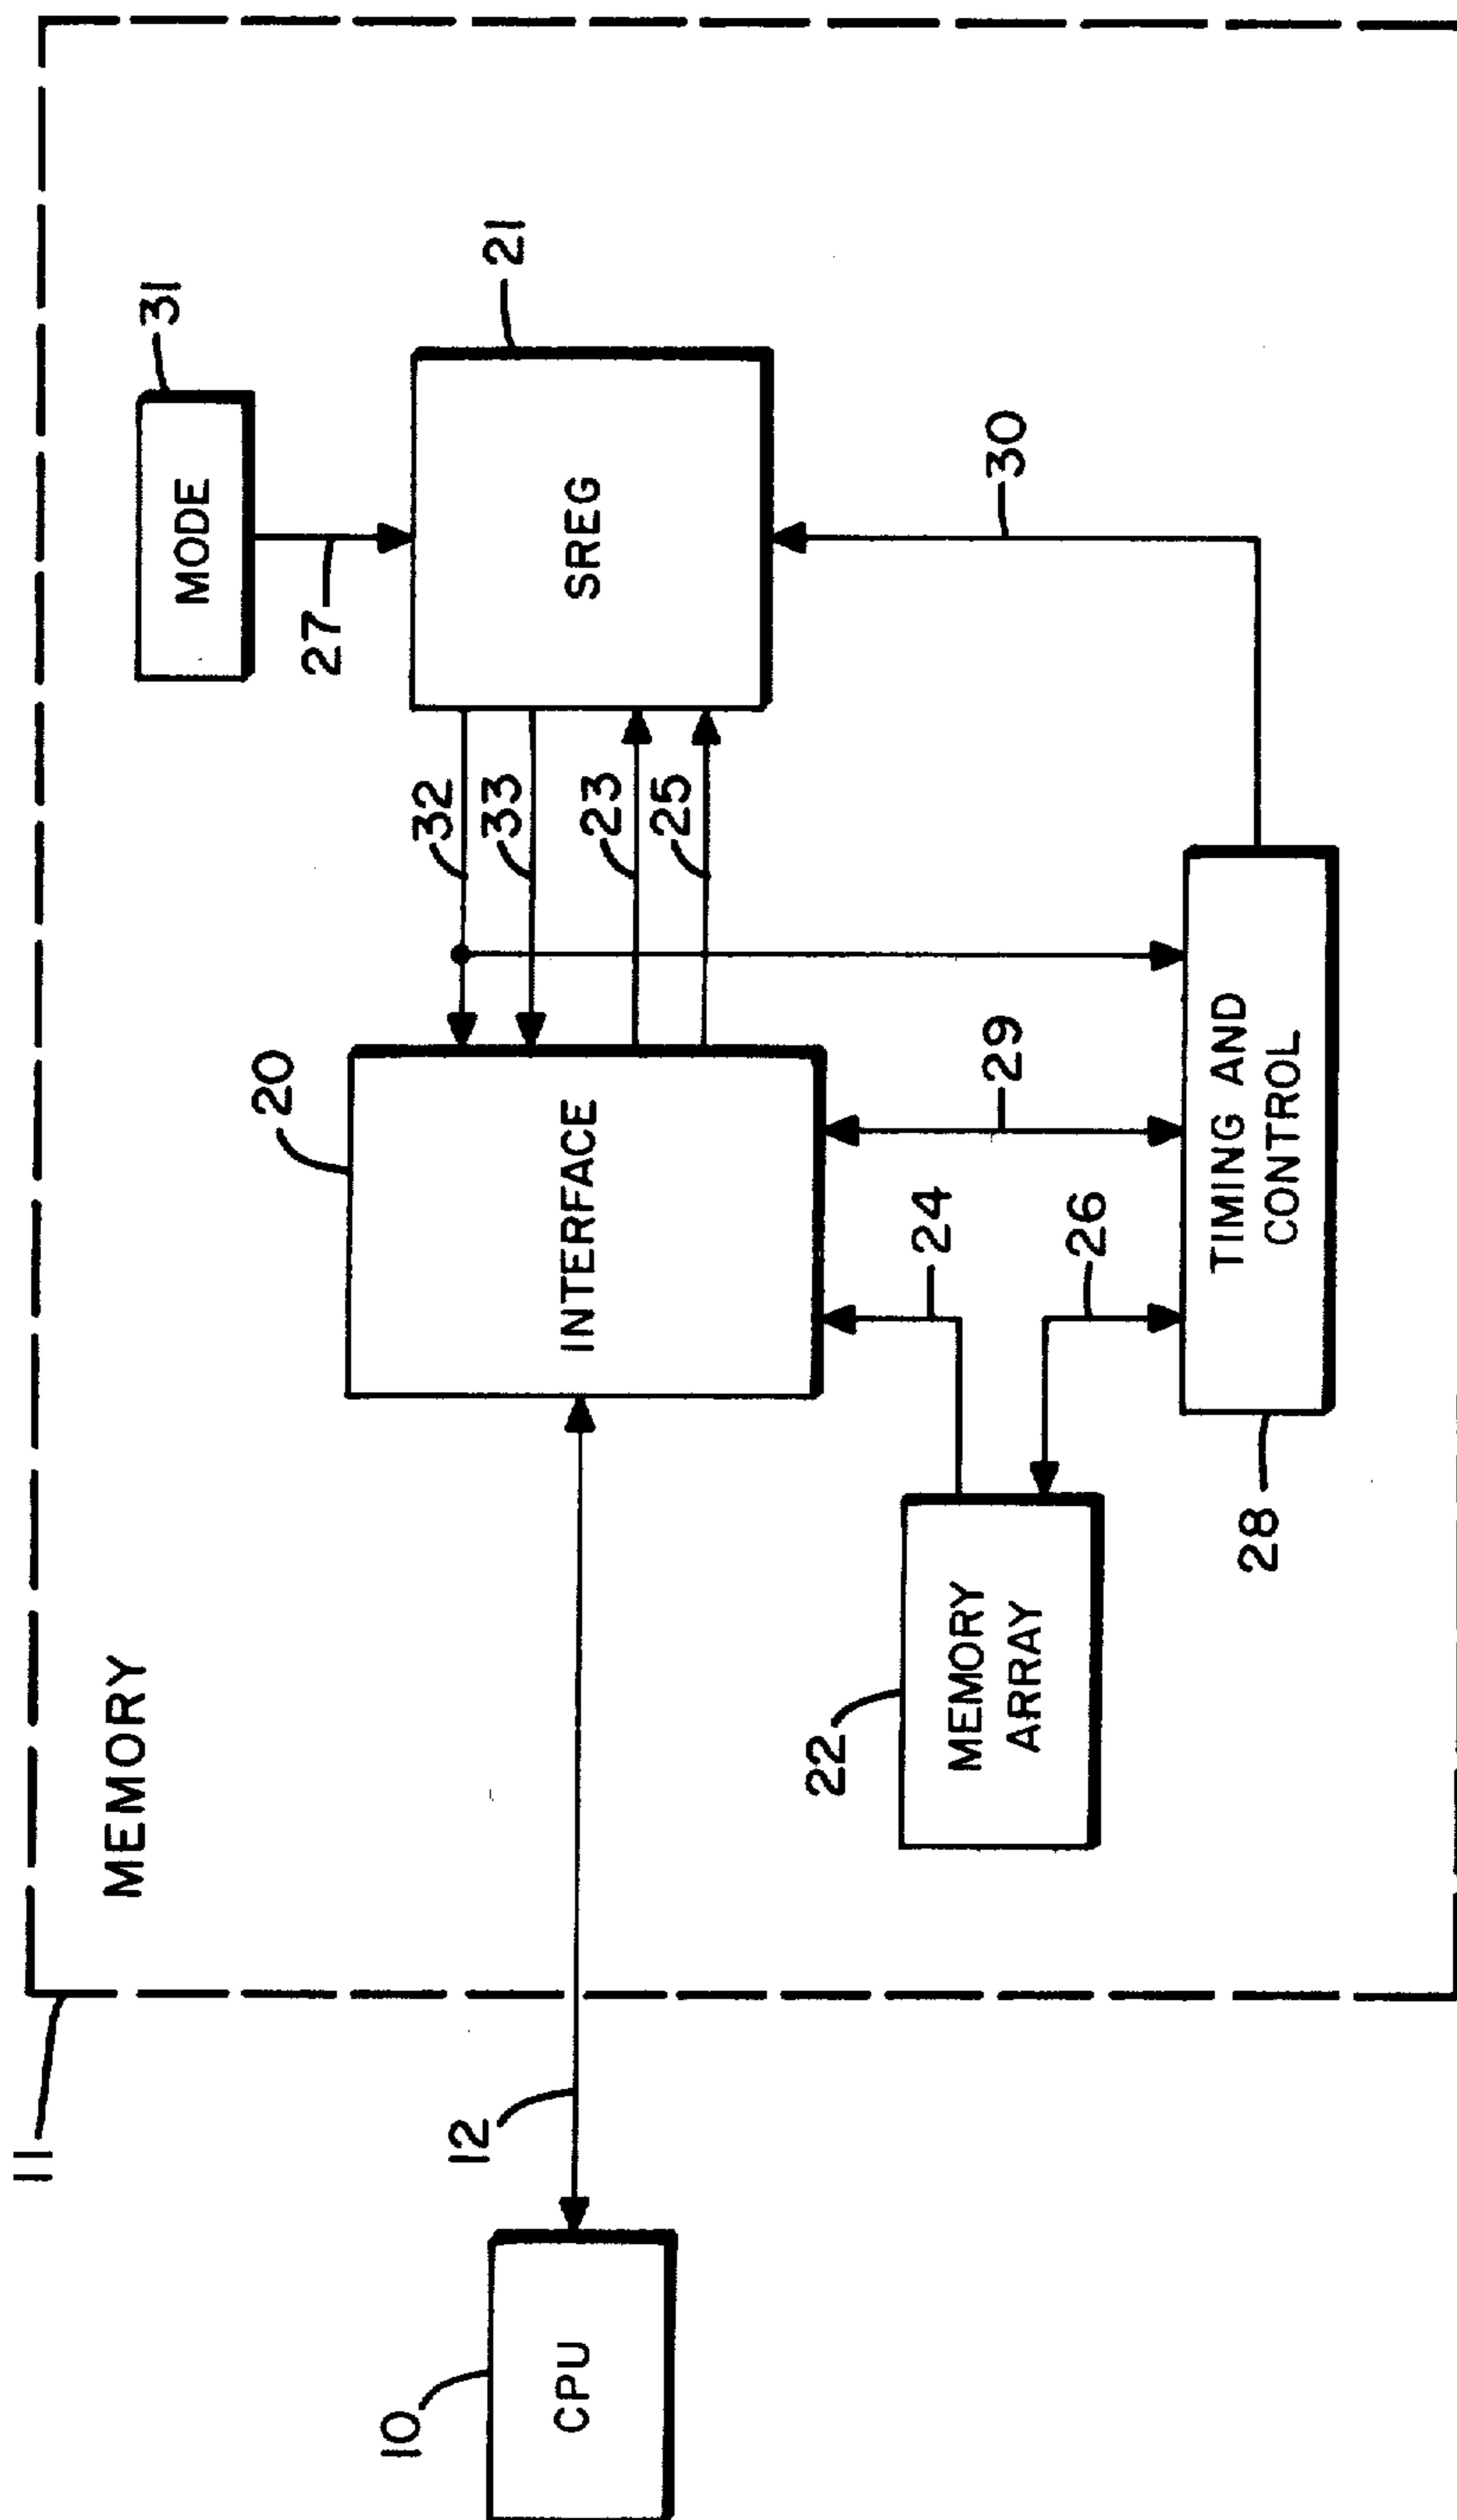 11
MEMORY
10
CPU
12
20
INTERFACE
32
33
23
25
31
MODE
27
21
SREG
22
MEMORY
ARRAY
24
26
29
30
28
TIMING AND
CONTROL